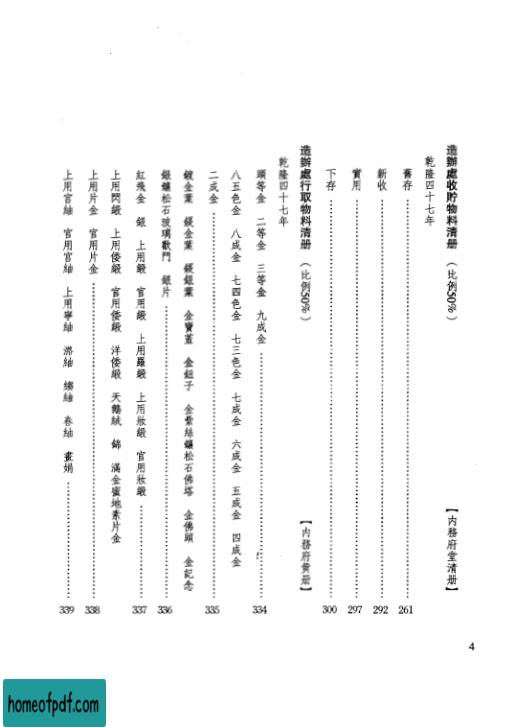 造辦處收貯物料清册 （比例50%） 【内務府堂清册】
乾隆四十七年
舊存 261
新收 292
實用 297
下存 300
造辦處行取物料清册 （比例50%） 【内務府黄册】
乾隆四十七年
頭等金 二等金 三等金 九成金 334
八五色金 八成金 七四色金 七三色金 七成金 六成金 五成金 四成金
二成金 335
鍍金葉 鋄金葉 鋄銀葉 金寶蓋 金鈕子 金纍絲鑲松石佛塔 金佛頭 金記念
銀鑲松石玻璃歡門 銀片 336
紅飛金 銀 上用緞 官用緞 上用羅緞 上用妝緞 官用妝緞 337
上用閃緞 上用倭緞 官用倭緞 洋倭緞 天鵝絨 錦 滿金寬地素片金
上用片金 官用片金 338
上用宫紬 官用宫紬 上用寧紬 潞紬 縐紬 春紬 畫絹 339
4
homeofpdf.com